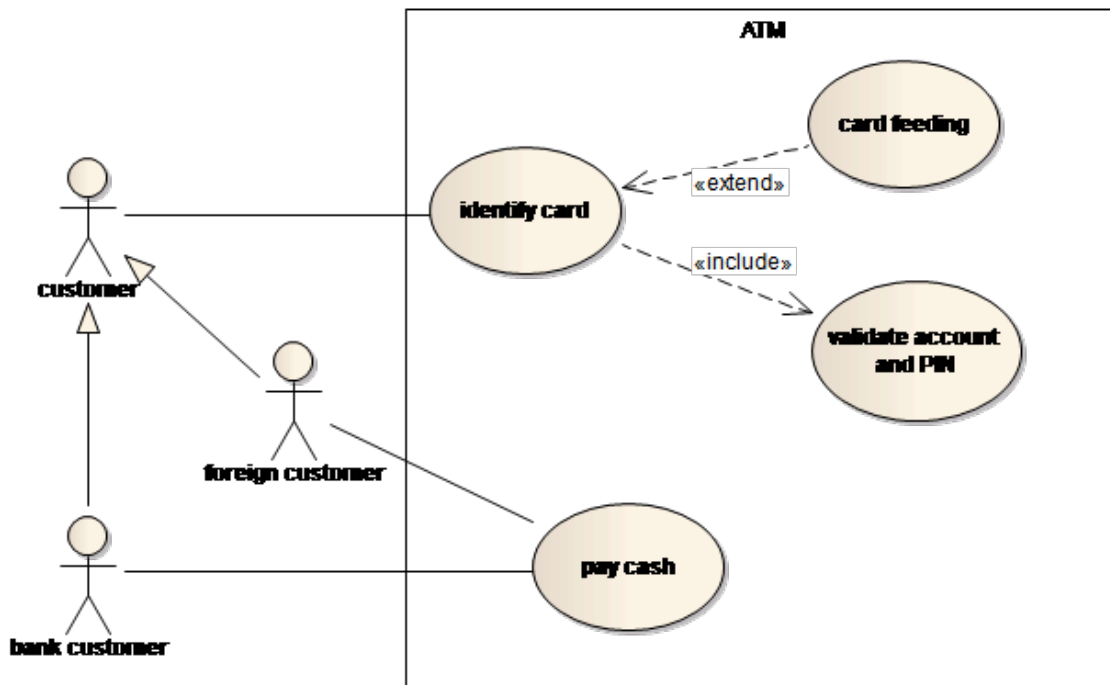 ATM
card feeding
«extend»
identify card
«include»
customer
validate account
and PIN
foreign customer
pay cash
bank customer